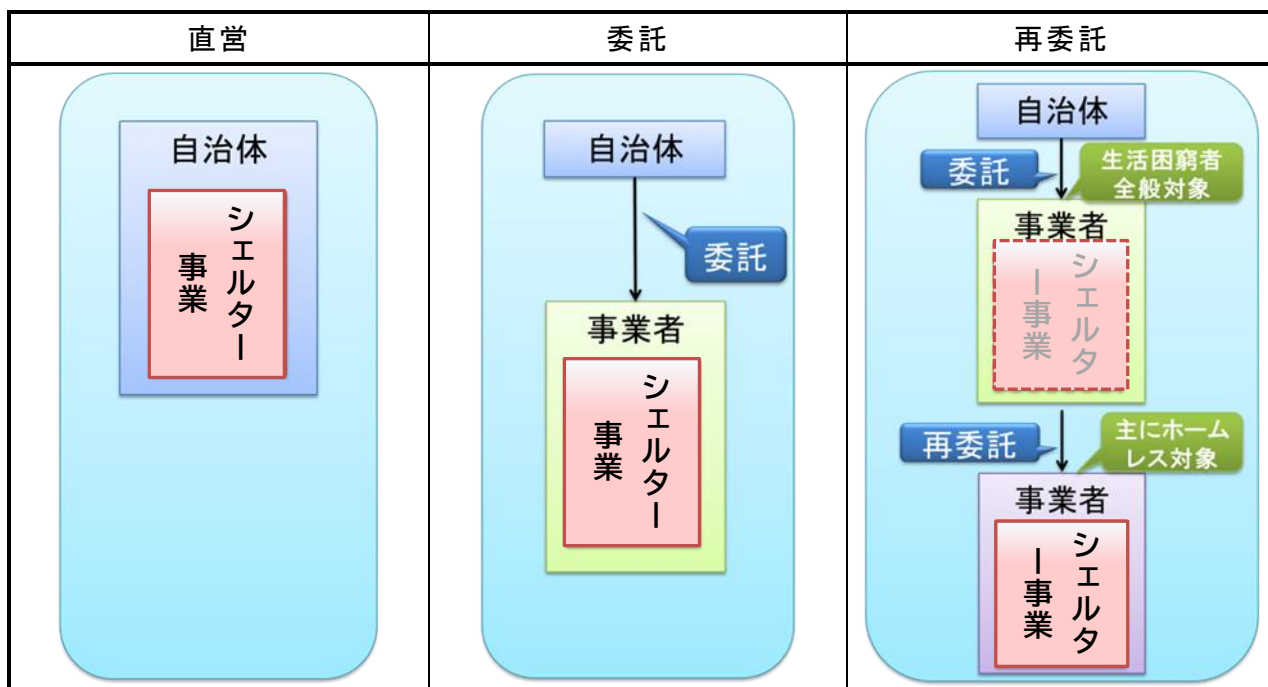 直営
委託
再委託
自治体
シェルター
事業
自治体
委託
事業者
シェルター
事業
自治体
委託
生活困窮者
全般対象
事業者
シェルタ
ー事業
再委託
主にホーム
レス対象
事業者
シェルタ
ー事業